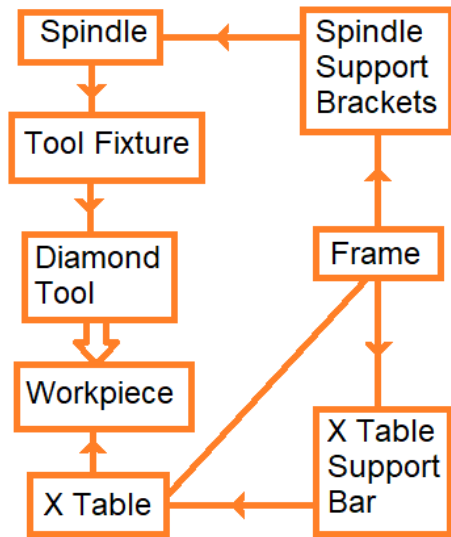 Spindle
Spindle
Support
Brackets
Tool Fixture
Diamond
Tool
Frame
Workpiece
X Table
Support
Bar
X Table